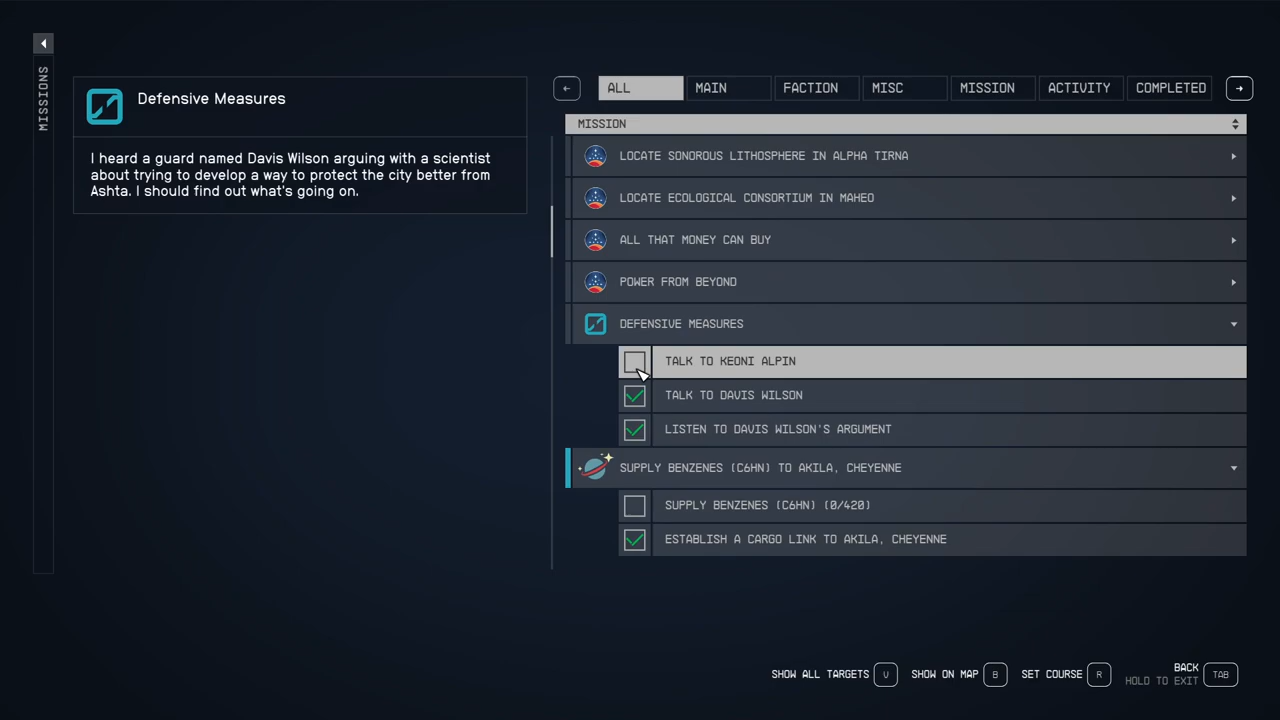 MISSIONS
Defensive Measures
I heard a guard named Davis Wilson arguing with a scientist
about trying to develop a way to protect the city better from
Ashta. I should find out what's going on.
ALL
MAIN
FACTION
MISC
MISSION
ACTIVITY
COMPLETED
MISSION
LOCATE SONOROUS LITHOSPHERE IN ALPHA TIRNA
LOCATE ECOLOGICAL CONSORTIUM IN MAHEO
ALL THAT MONEY CAN BUY
POWER FROM BEYOND
DEFENSIVE MEASURES
TALK TO KEONI ALPIN
TALK TO DAVIS WILSON
LISTEN TO DAVIS WILSON'S ARGUMENT
SUPPLY BENZENES (C6HN) TO AKILA, CHEYENNE
SUPPLY BENZENES (C6HN) (0/420)
ESTABLISH A CARGO LINK TO AKILA, CHEYENNE
SHOW ALL TARGETS V
SHOW ON MAP B
SET COURSE R
BACK
HOLD TO EXIT
TAB